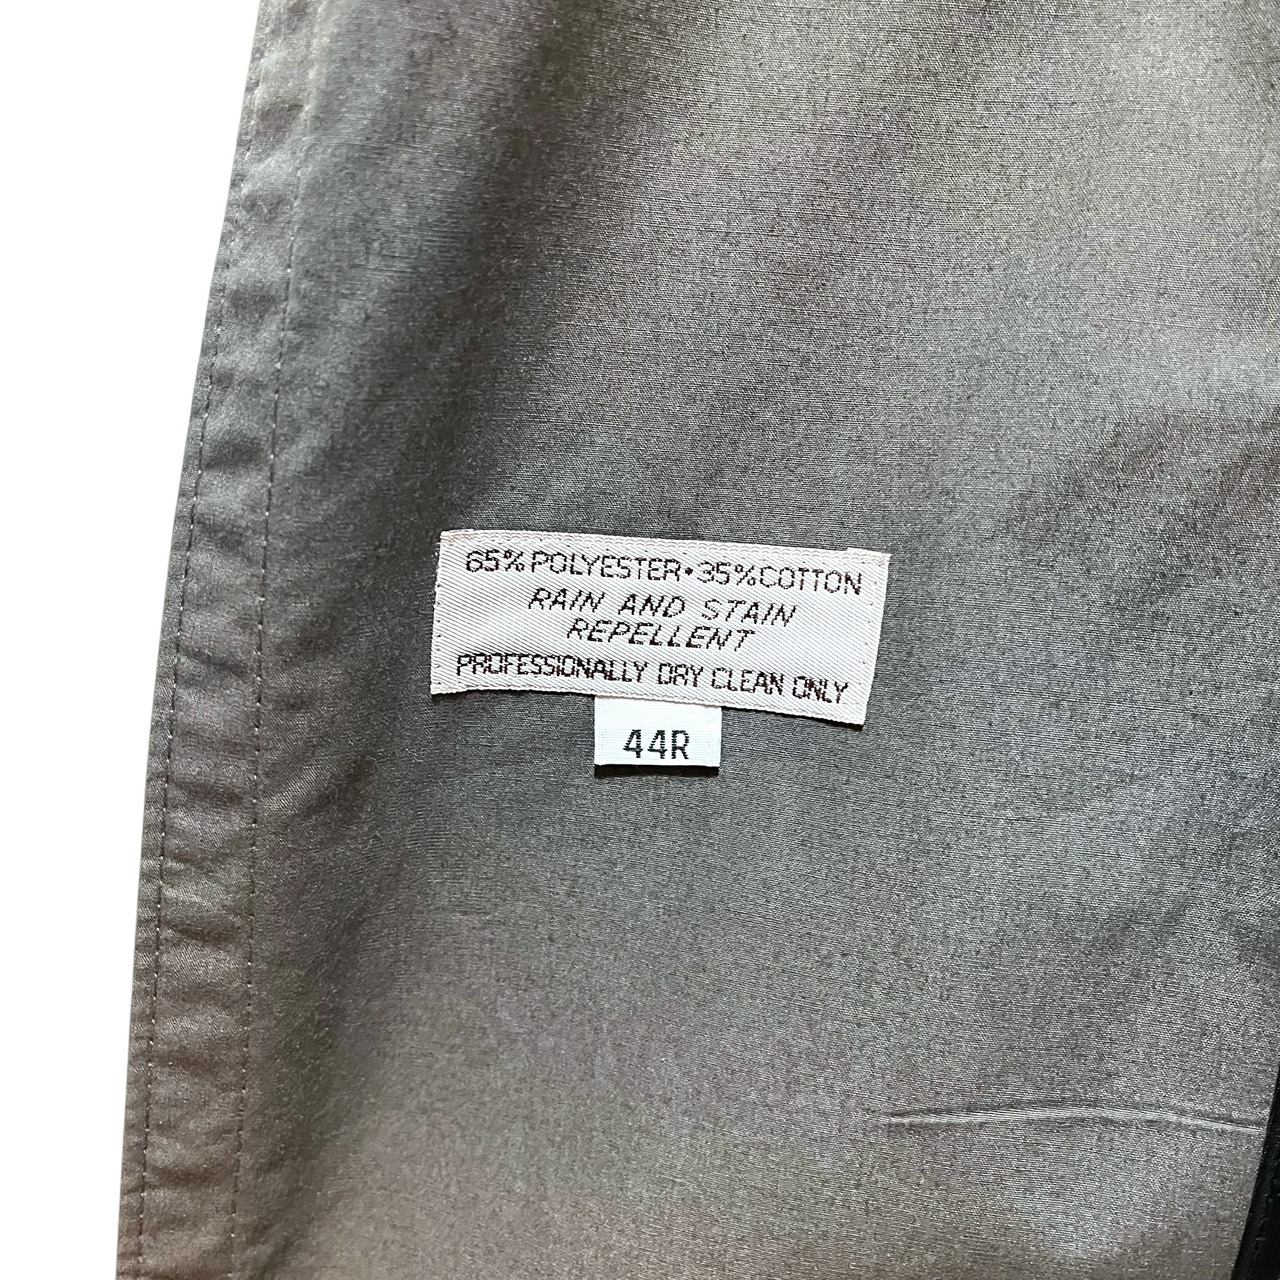 65% POLYESTER • 35% COTTON
RAIN AND STAIN
REPELLENT
PROFESSIONALLY DRY CLEAN ONLY
44R